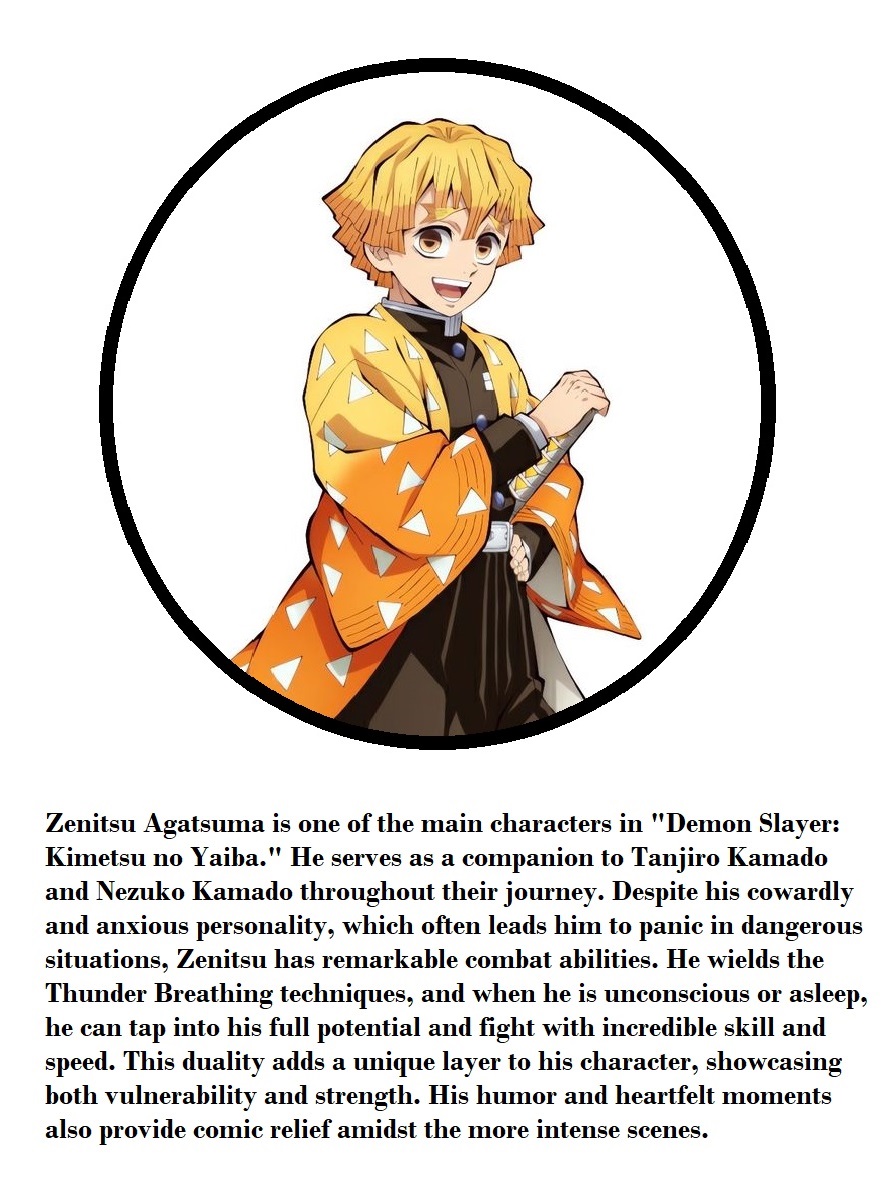 Zenitsu Agatsuma is one of the main characters in "Demon Slayer:
Kimetsu no Yaiba." He serves as a companion to Tanjiro Kamado
and Nezuko Kamado throughout their journey. Despite his cowardly
and anxious personality, which often leads him to panic in dangerous
situations, Zenitsu has remarkable combat abilities. He wields the
Thunder Breathing techniques, and when he is unconscious or asleep,
he can tap into his full potential and fight with incredible skill and
speed. This duality adds a unique layer to his character, showcasing
both vulnerability and strength. His humor and heartfelt moments
also provide comic relief amidst the more intense scenes.